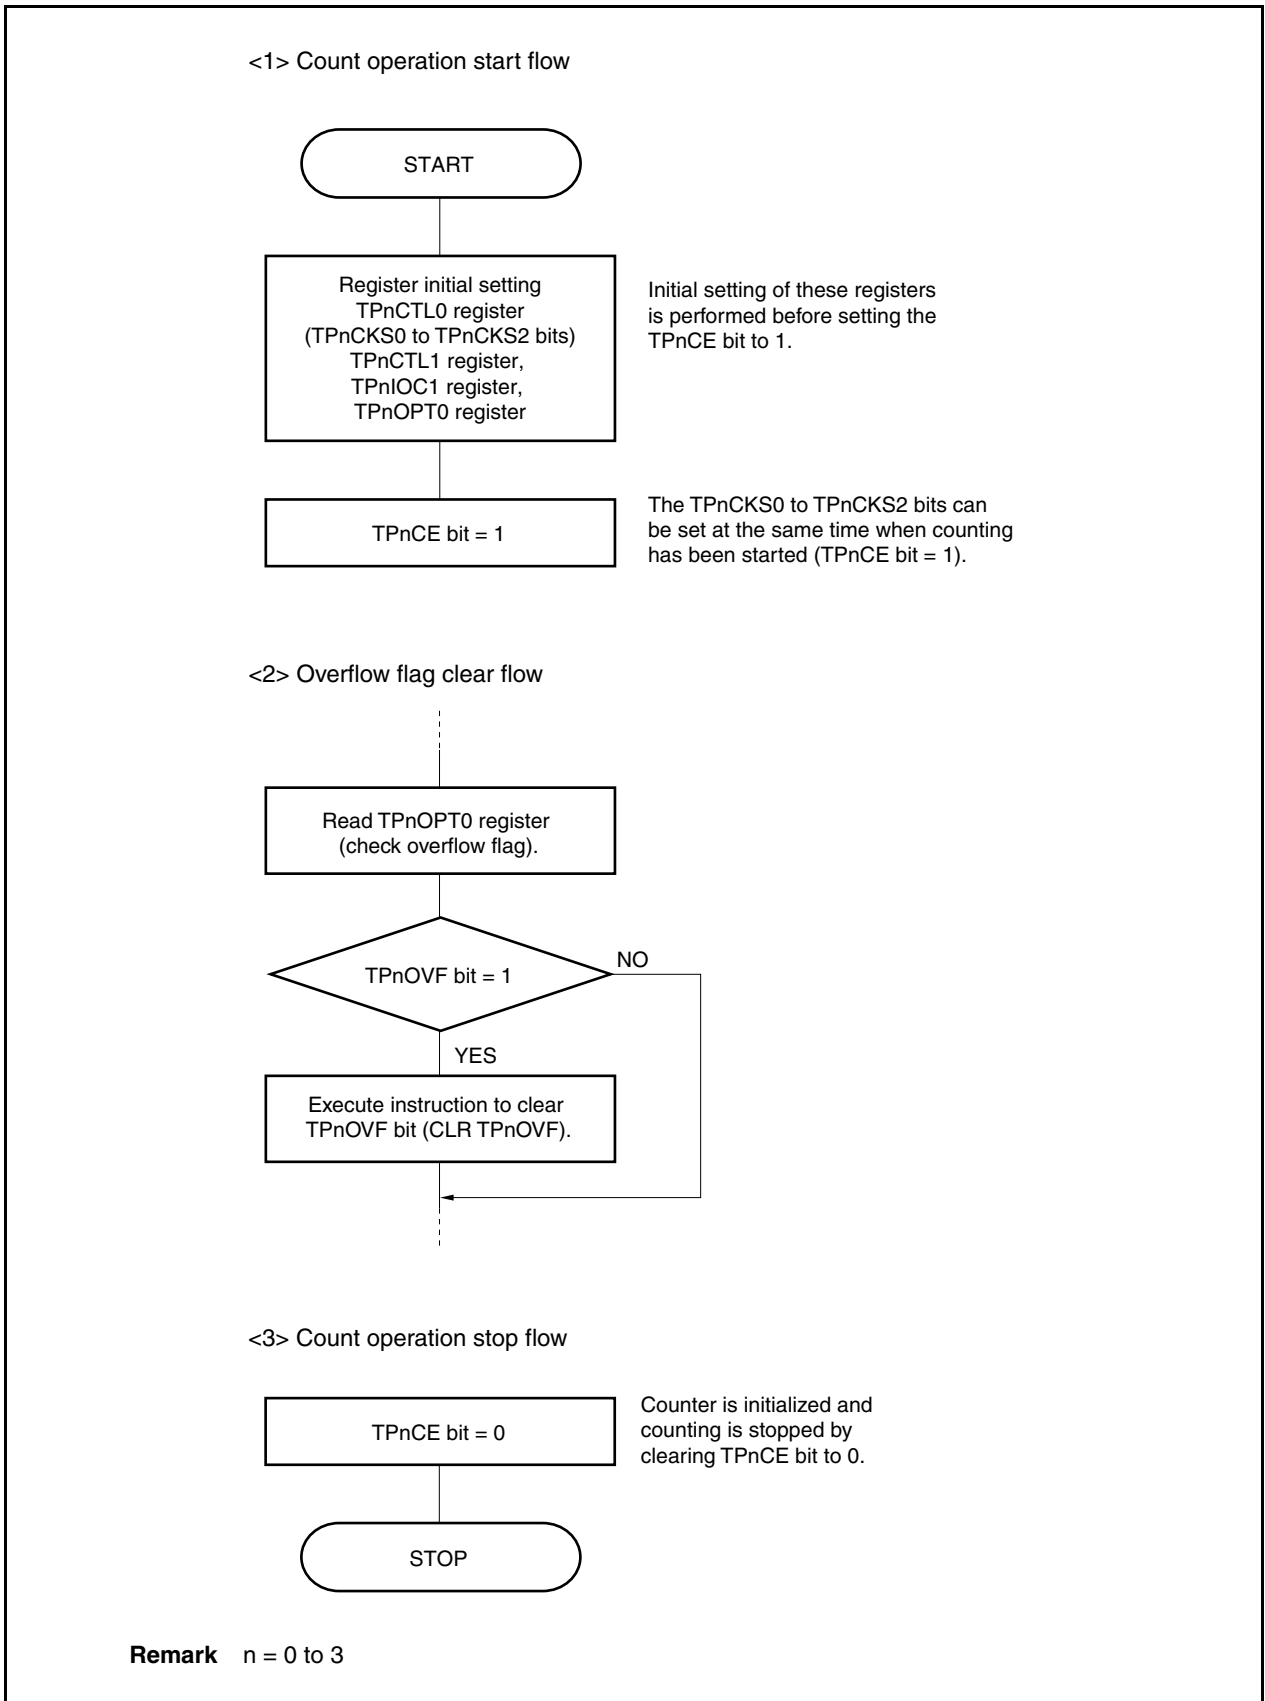 <1> Count operation start flow
START
Register initial setting
TPnCTL0 register
(TPnCKS0 to TPnCKS2 bits)
TPnCTL1 register,
TPnIOC1 register,
TPnOPT0 register
Initial setting of these registers
is performed before setting the
TPnCE bit to 1.
TPnCE bit = 1
The TPnCKS0 to TPnCKS2 bits can
be set at the same time when counting
has been started (TPnCE bit = 1).
<2> Overflow flag clear flow
Read TPnOPT0 register
(check overflow flag).
TPnOVF bit = 1
NO
YES
Execute instruction to clear
TPnOVF bit (CLR TPnOVF).
<3> Count operation stop flow
TPnCE bit = 0
Counter is initialized and
counting is stopped by
clearing TPnCE bit to 0.
STOP
Remark n = 0 to 3